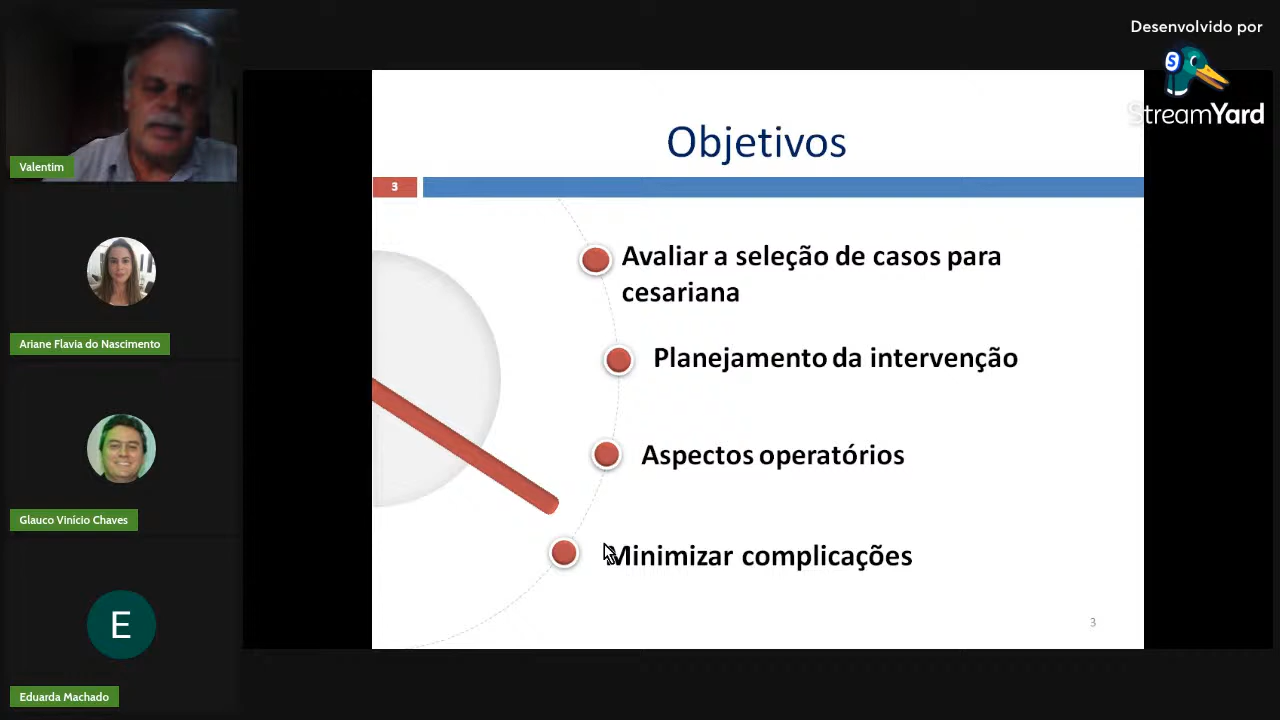 Desenvolvido por
S
StreamYard
Valentim
Ariane Flavia do Nascimento
Glauco Vinício Chaves
E
Eduarda Machado
Objetivos
3
Avaliar a seleção de casos para
cesariana
Planejamento da intervenção
Aspectos operatórios
Minimizar complicações
3